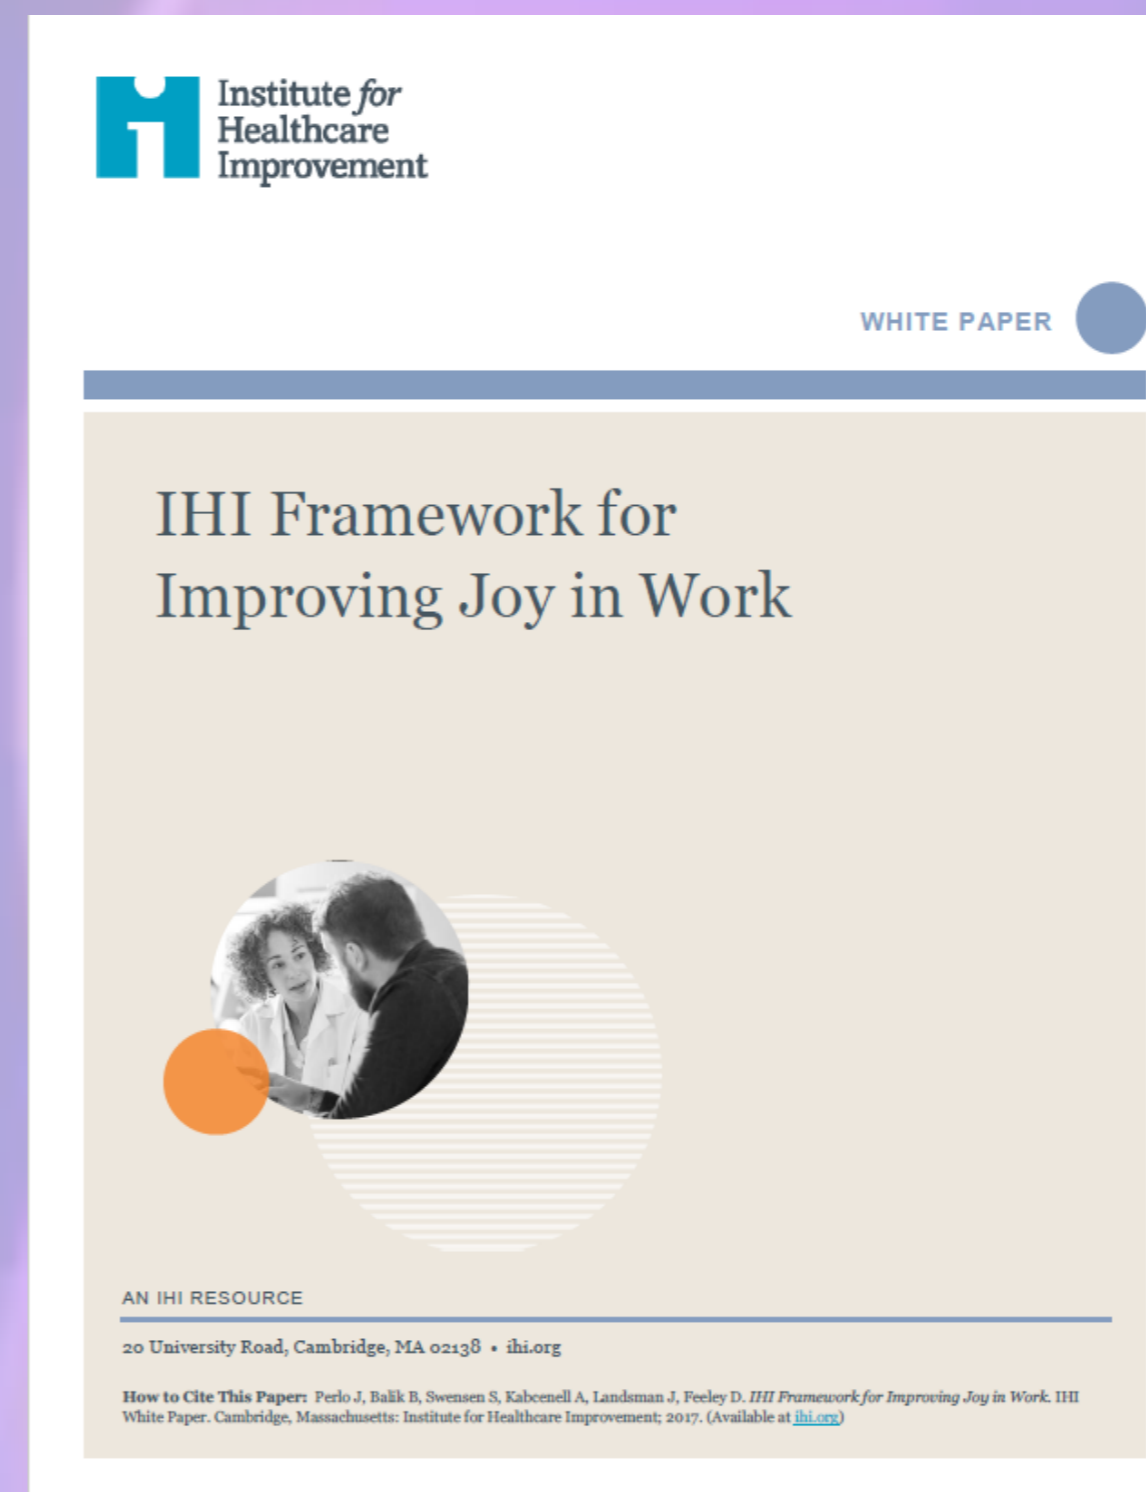 Institute for
Healthcare
Improvement
WHITE PAPER
IHI Framework for
Improving Joy in Work
AN IHI RESOURCE
20 University Road, Cambridge, MA 02138 • ihi.org
How to Cite This Paper: Perlo J, Balik B, Swensen S, Kabcenell A, Landsman J, Feeley D. IHI Framework for Improving Joy in Work. IHI
White Paper. Cambridge, Massachusetts: Institute for Healthcare Improvement; 2017. (Available at ihi.org)